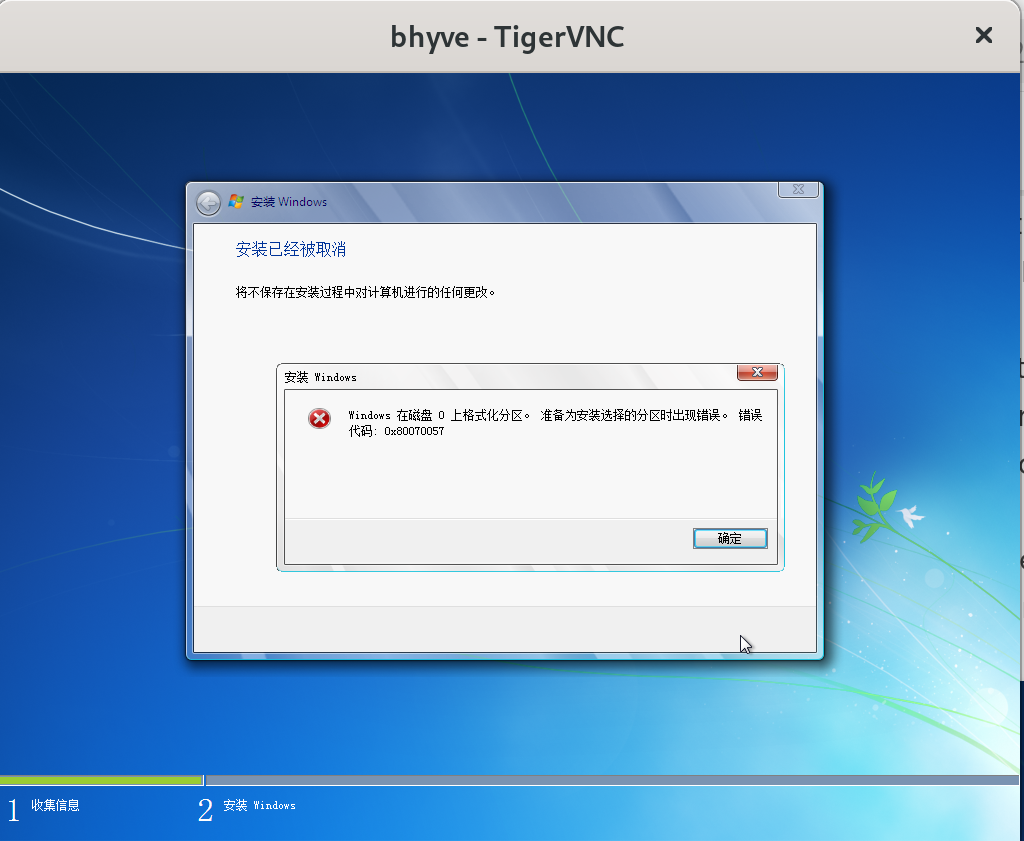 bhyve - TigerVNC
安装 Windows
安装已经被取消
将不保存在安装过程中对计算机进行的任何更改。
安装 Windows
Windows 在磁盘 0 上格式化分区。 准备为安装选择的分区时出现错误。 错误
代码: 0x80070057
确定
1 收集信息
2 安装 Windows